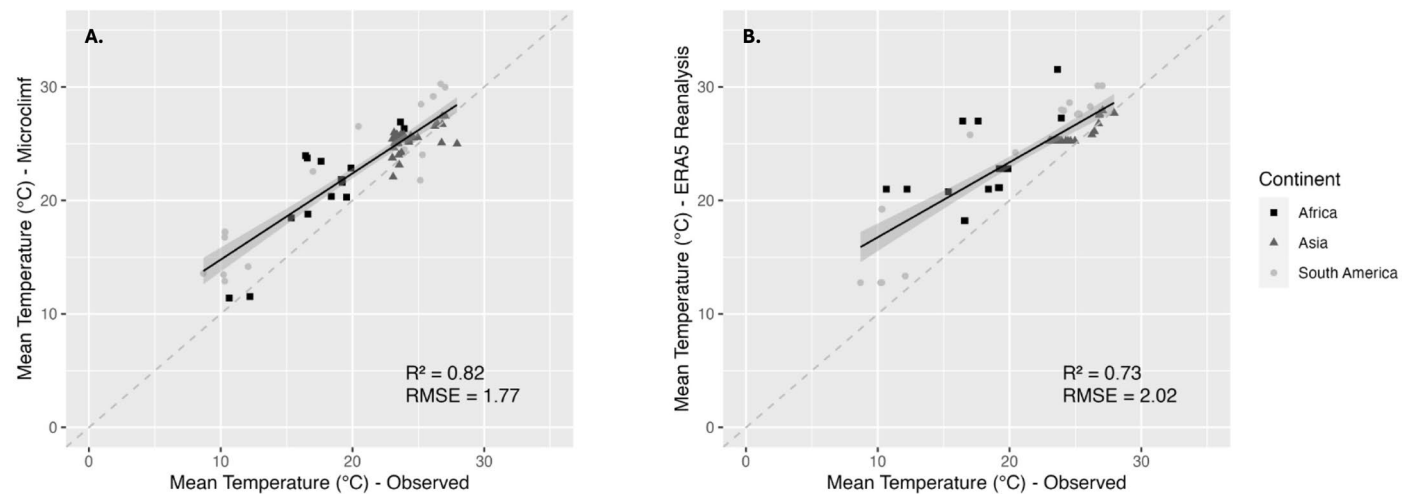 A.
Mean Temperature (°C) - Microclimf
30
20
10
0
R² = 0.82
RMSE = 1.77
0 10 20 30
Mean Temperature (°C) - Observed
B.
Mean Temperature (°C) - ERA5 Reanalysis
30
20
10
0
R² = 0.73
RMSE = 2.02
0 10 20 30
Mean Temperature (°C) - Observed
Continent
Africa
Asia
South America